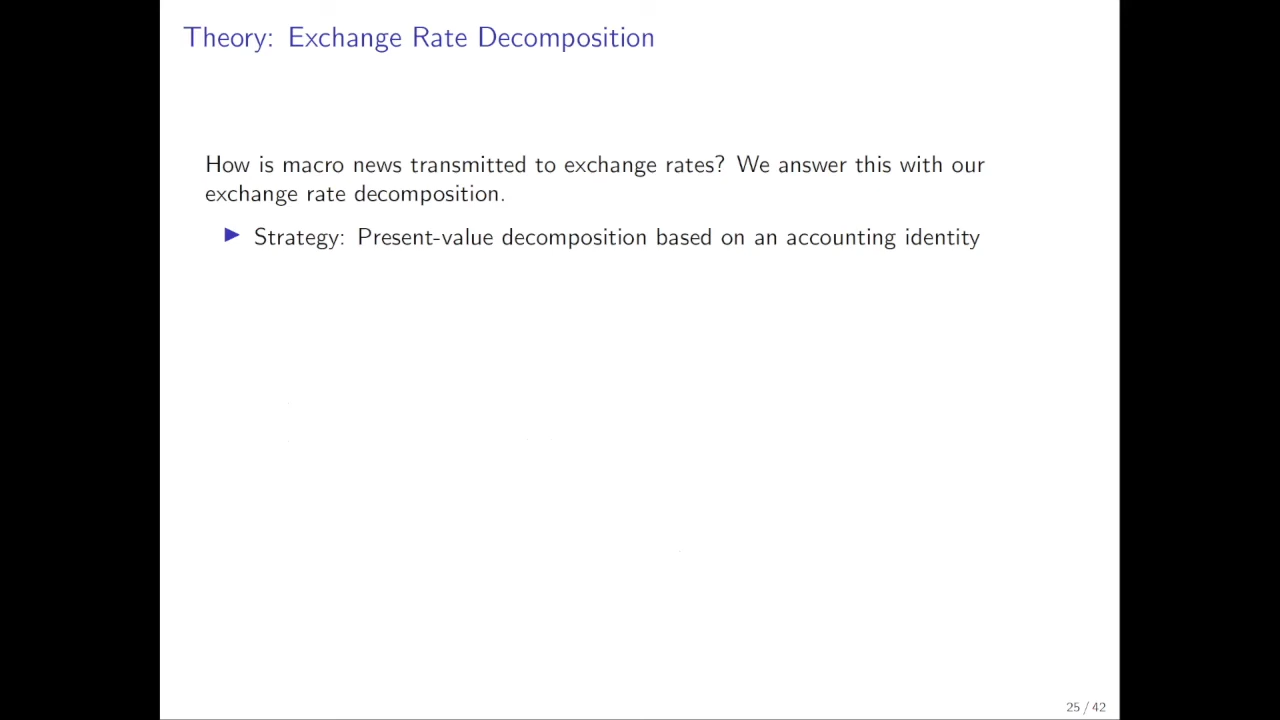 Theory: Exchange Rate Decomposition
How is macro news transmitted to exchange rates? We answer this with our
exchange rate decomposition.
▶ Strategy: Present-value decomposition based on an accounting identity
25 / 42